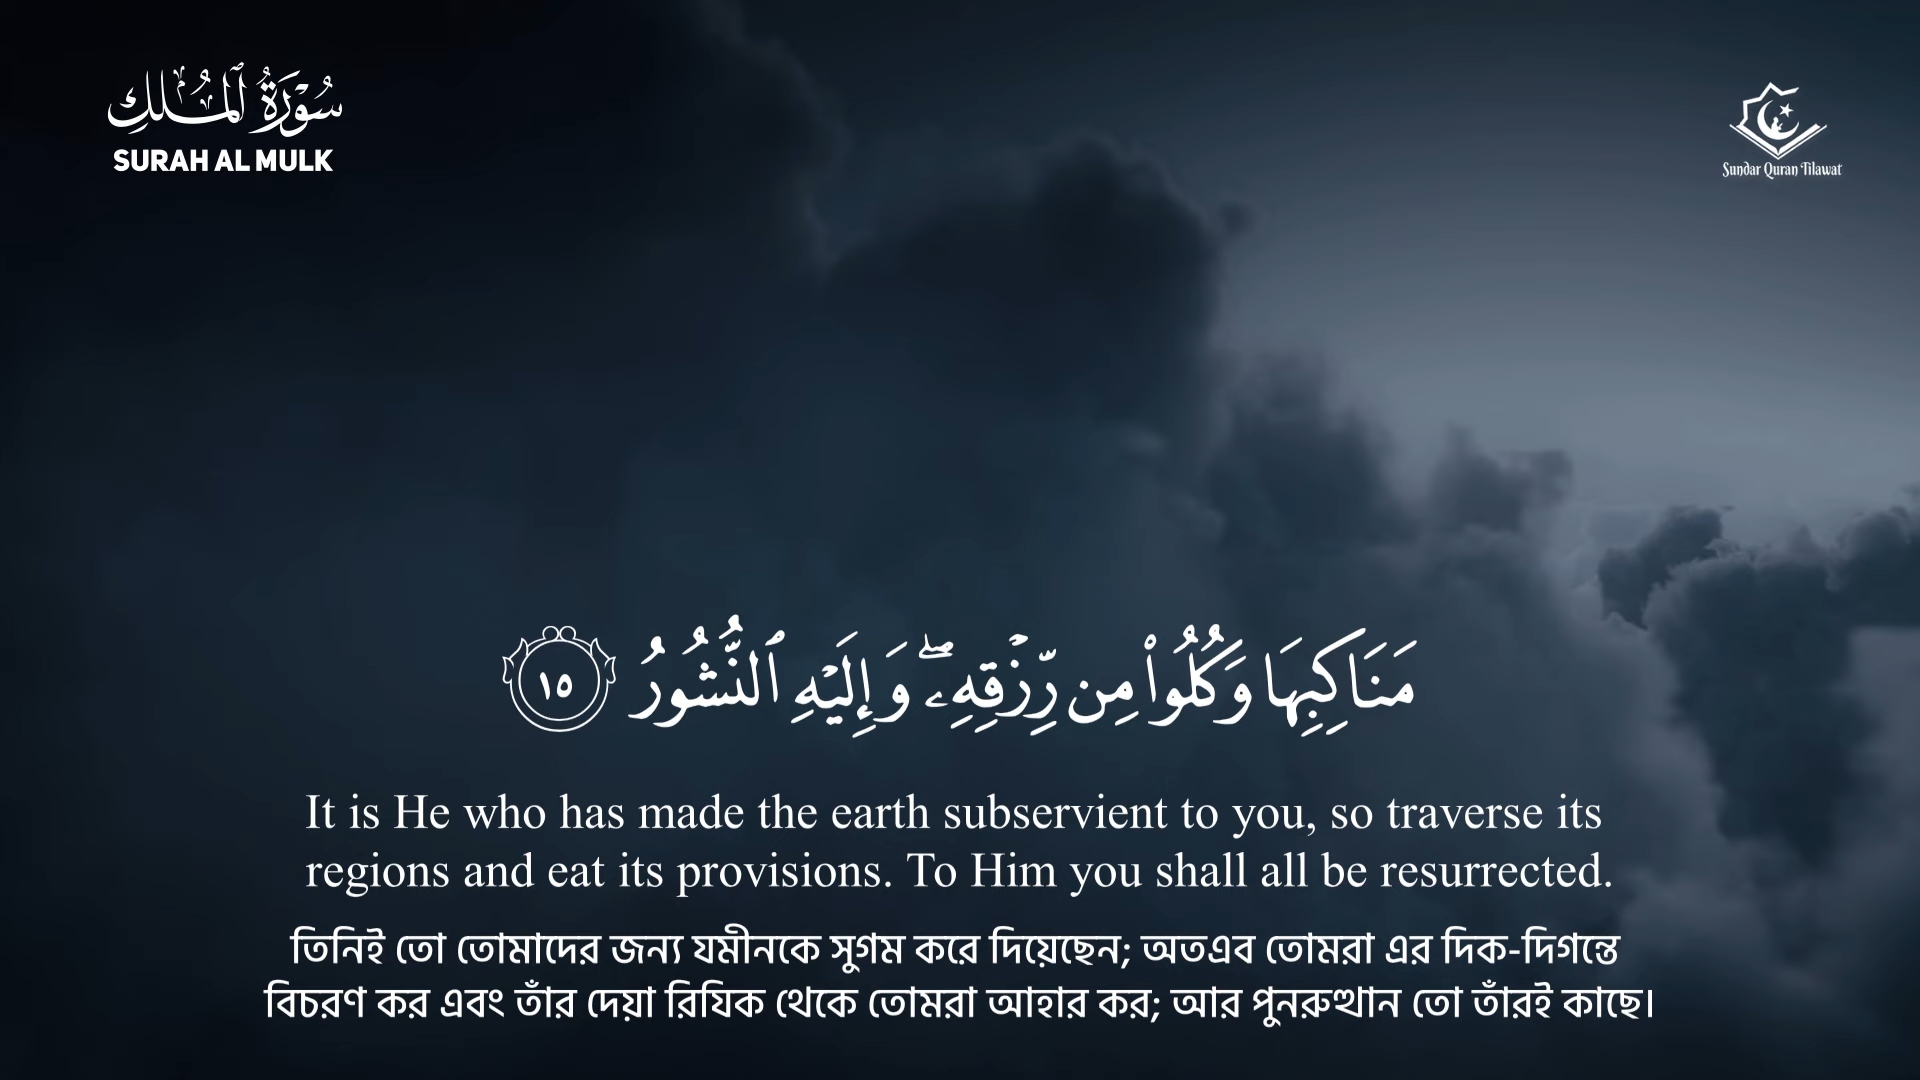 سُورَةُ ٱلْمُلْكِ
SURAH AL MULK
Sundar Quran Tilawat
مَنَاكِبِهَا وَكُلُوا۟ مِن رِّزْقِهِۦ ۖ وَإِلَيْهِ ٱلنُّشُورُ ١٥
It is He who has made the earth subservient to you, so traverse its
regions and eat its provisions. To Him you shall all be resurrected.
তিনিই তো তোমাদের জন্য যমীনকে সুগম করে দিয়েছেন; অতএব তোমরা এর দিক-দিগন্তে
বিচরণ কর এবং তাঁর দেয়া রিযিক থেকে তোমরা আহার কর; আর পুনরুত্থান তো তাঁরই কাছে।